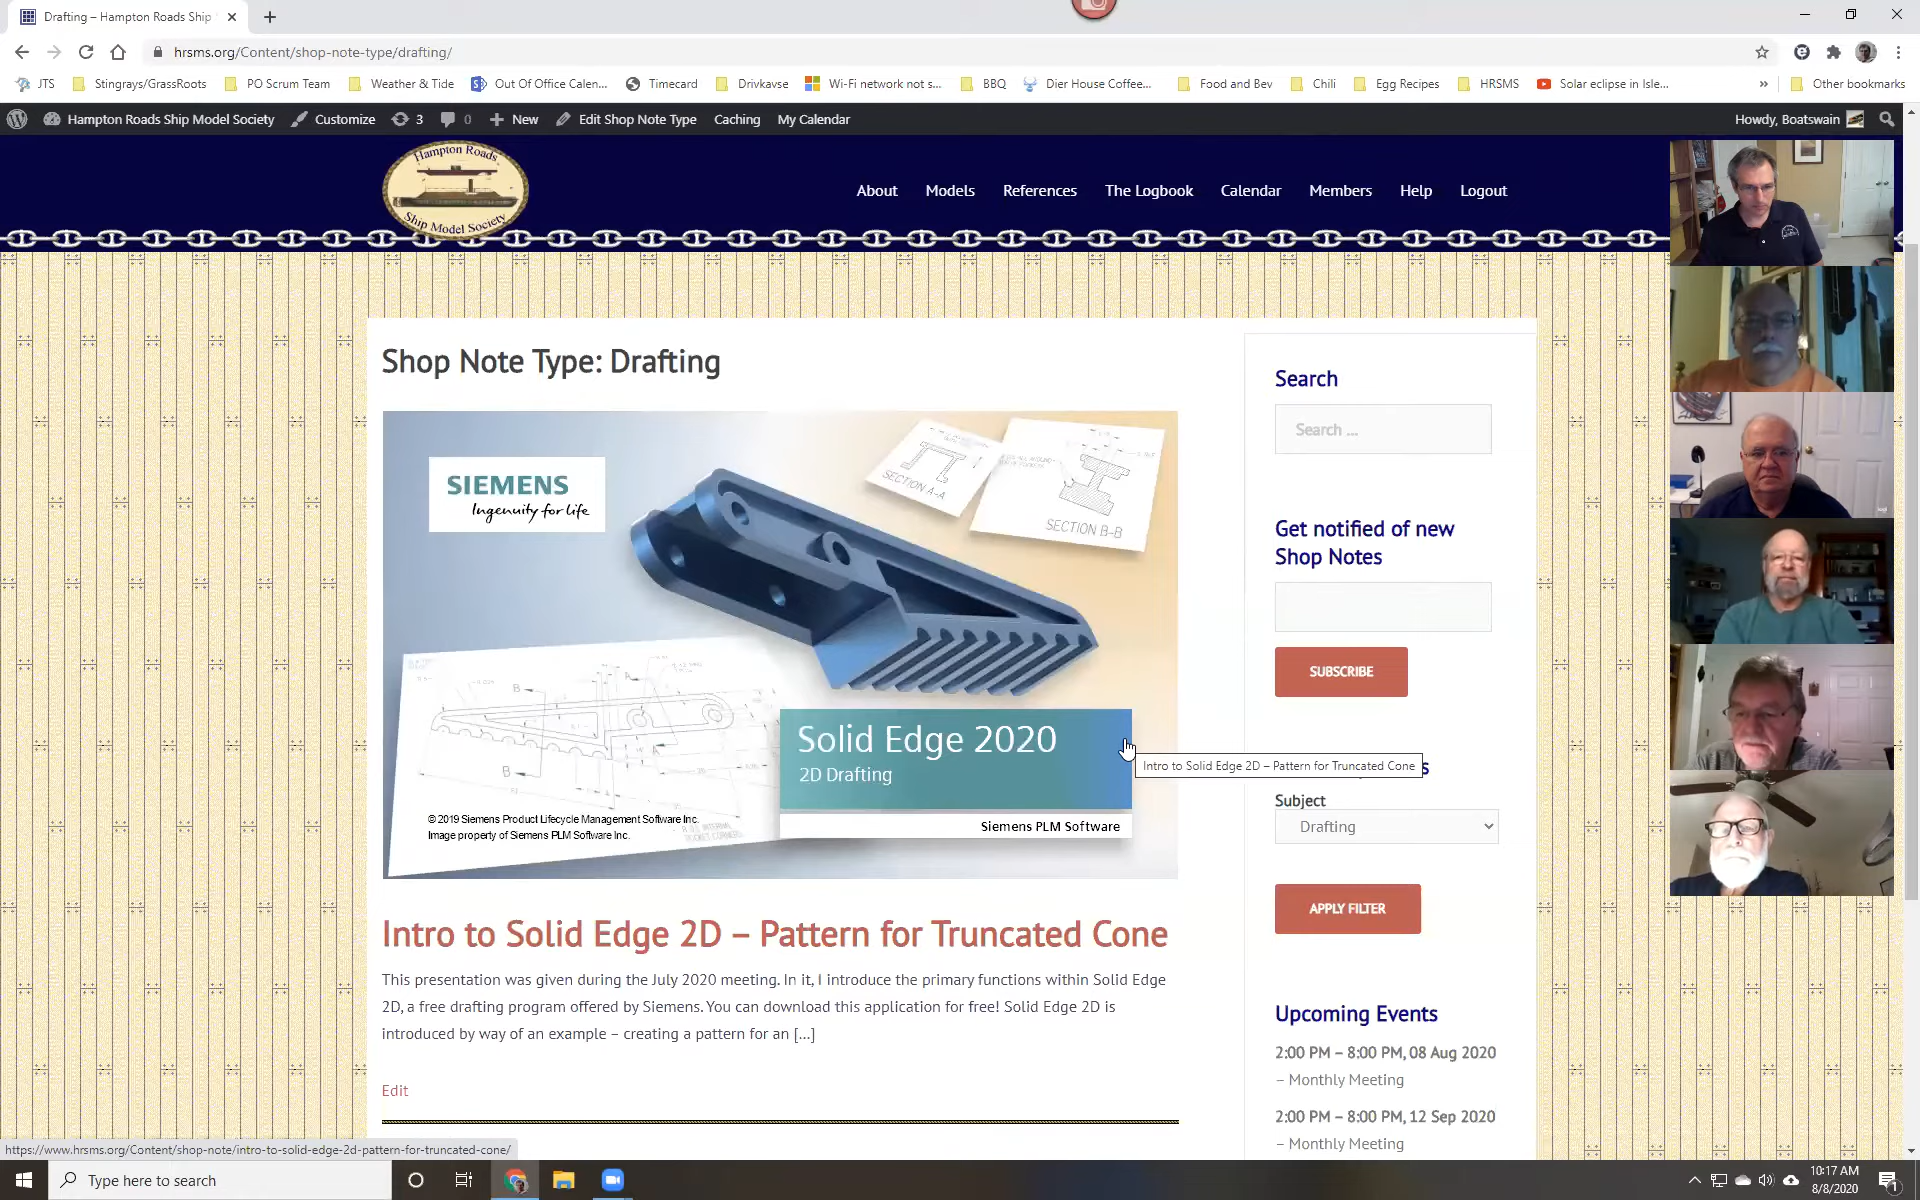 Drafting – Hampton Roads Ship
hrsms.org/Content/shop-note-type/drafting/
JTS
Stingrays/GrassRoots
PO Scrum Team
Weather & Tide
Out Of Office Calen...
Timecard
Drivkavse
Wi-Fi network not s...
BBQ
Dier House Coffee...
Food and Bev
Chili
Egg Recipes
HRSMS
Solar eclipse in Isle...
»
Other bookmarks
Hampton Roads Ship Model Society
Customize
3
0
New
Edit Shop Note Type
Caching
My Calendar
Howdy, Boatswain
Hampton Roads
Ship Model Society
About
Models
References
The Logbook
Calendar
Members
Help
Logout
Shop Note Type: Drafting
SIEMENS
Ingenuity for life
SECTION A-A
SECTION B-B
B
A
A
B
Solid Edge 2020
2D Drafting
© 2019 Siemens Product Lifecycle Management Software Inc.
Image property of Siemens PLM Software Inc.
Siemens PLM Software
Intro to Solid Edge 2D – Pattern for Truncated Cone
Intro to Solid Edge 2D – Pattern for Truncated Cone
This presentation was given during the July 2020 meeting. In it, I introduce the primary functions within Solid Edge
2D, a free drafting program offered by Siemens. You can download this application for free! Solid Edge 2D is
introduced by way of an example – creating a pattern for an [...]
Edit
Search
Search ...
Get notified of new
Shop Notes
SUBSCRIBE
Subject
Drafting
APPLY FILTER
Upcoming Events
2:00 PM – 8:00 PM, 08 Aug 2020
– Monthly Meeting
2:00 PM – 8:00 PM, 12 Sep 2020
– Monthly Meeting
https://www.hrsms.org/Content/shop-note/intro-to-solid-edge-2d-pattern-for-truncated-cone/
Type here to search
10:17 AM
8/8/2020
1